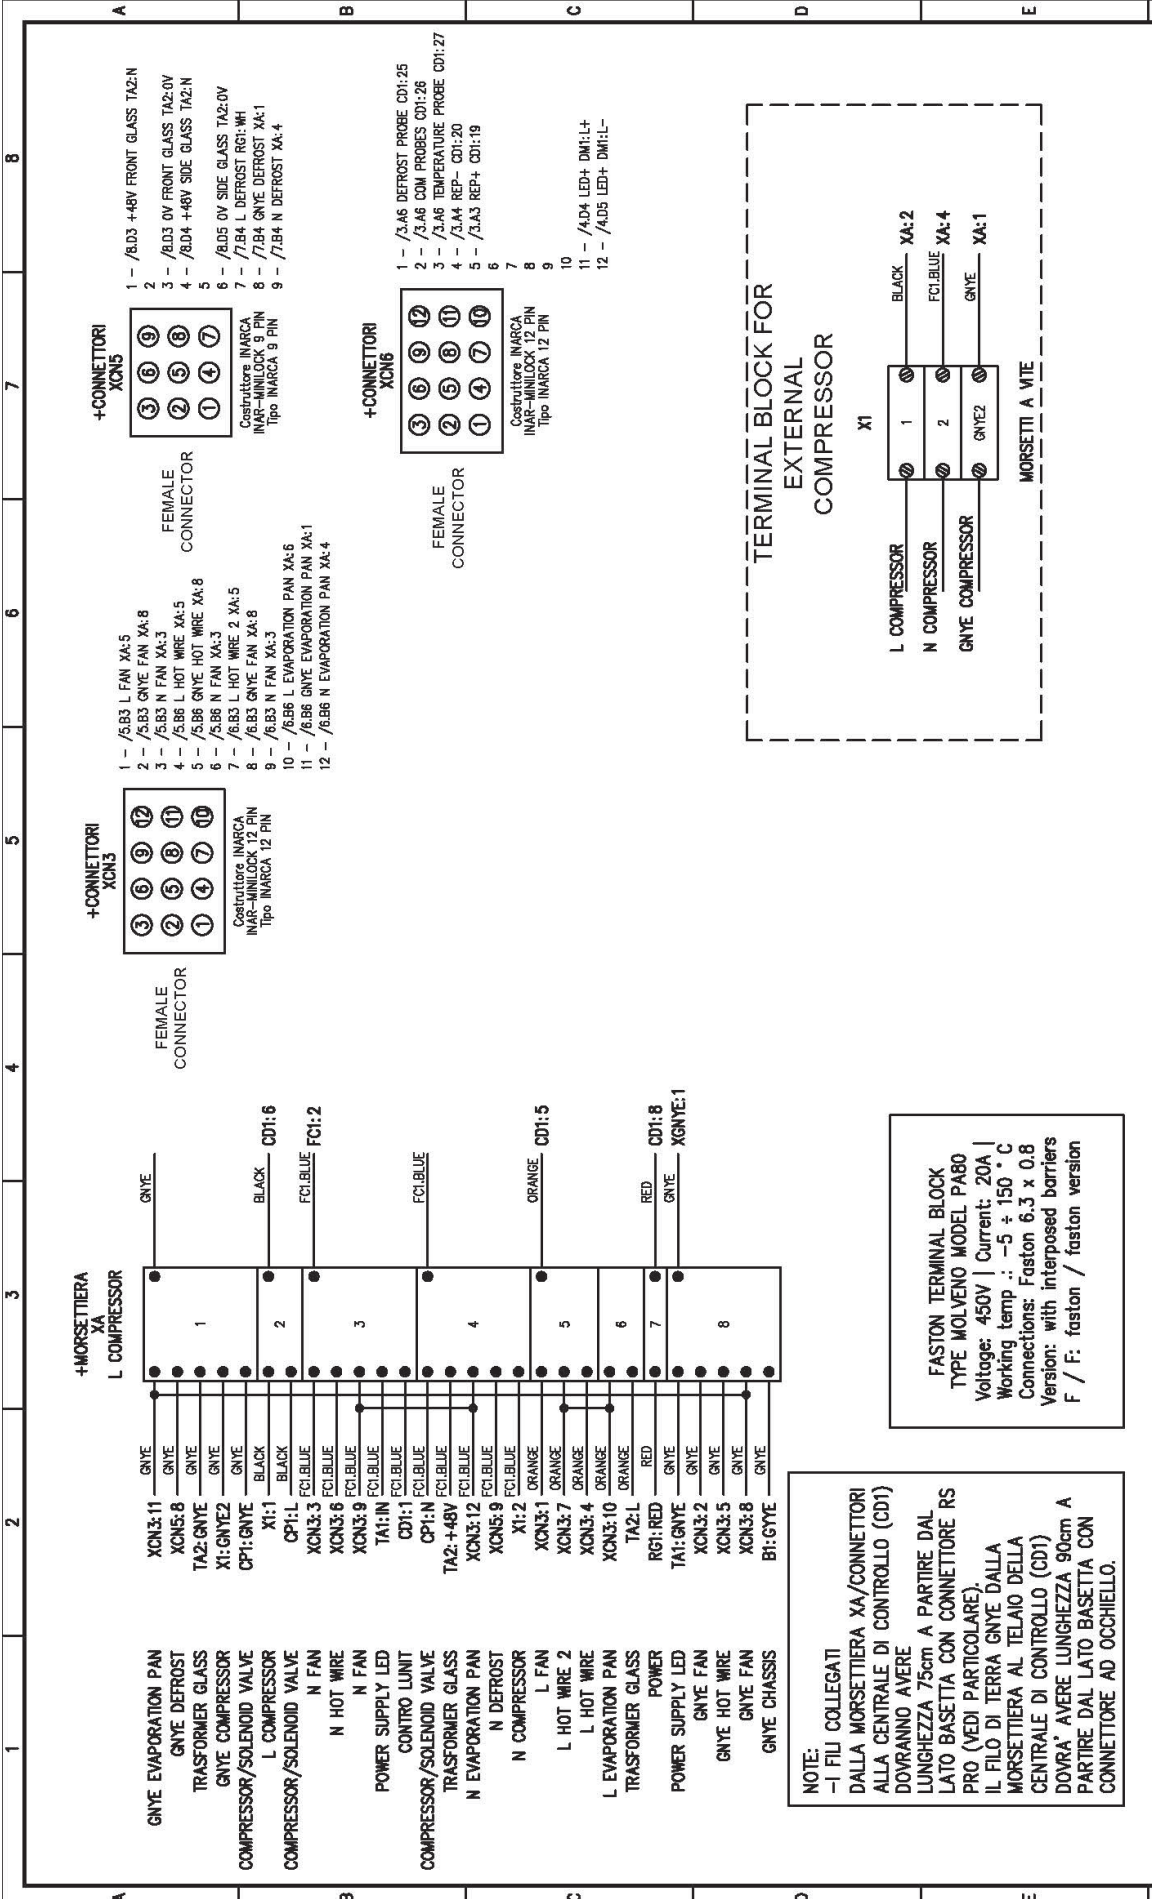 1
2
3
4
5
6
7
8
A
B
C
D
E
A
B
C
D
E
+MORSETTIERA
XA
L COMPRESSOR
GNYE EVAPORATION PAN XCN3:11 GNYE
GNYE DEFROST XCN5:8 GNYE
TRASFORMER GLASS TA2:GNYE GNYE
GNYE COMPRESSOR X1:GNYE2 GNYE
COMPRESSOR/SOLENOID VALVE CP1:GNYE GNYE
L COMPRESSOR X1:1 BLACK
COMPRESSOR/SOLENOID VALVE CP1:L BLACK
N FAN XCN3:3 FC1.BLUE
N HOT WIRE XCN3:6 FC1.BLUE
N FAN XCN3:9 FC1.BLUE
POWER SUPPLY LED TA1:IN FC1.BLUE
CONTRO LUNIT CD1:1 FC1.BLUE
COMPRESSOR/SOLENOID VALVE CP1:N FC1.BLUE
TRASFORMER GLASS TA2:+48V FC1.BLUE
N EVAPORATION PAN XCN3:12 FC1.BLUE
N DEFROST XCN5:9 FC1.BLUE
N COMPRESSOR X1:2 FC1.BLUE
L FAN XCN3:1 ORANGE
L HOT WIRE 2 XCN3:7 ORANGE
L HOT WIRE XCN3:4 ORANGE
L EVAPORATION PAN XCN3:10 ORANGE
TRASFORMER GLASS TA2:L ORANGE
POWER RG1:RED RED
POWER SUPPLY LED TA1:GNYE GNYE
GNYE FAN XCN3:2 GNYE
GNYE HOT WIRE XCN3:5 GNYE
GNYE FAN XCN3:8 GNYE
GNYE CHASSIS B1:GYYE GNYE
1
2
3
4
5
6
7
8
GNYE
BLACK CD1:6
FC1.BLUE FC1:2
FC1.BLUE
ORANGE CD1:5
RED CD1:8
GNYE XGNYE:1
NOTE:
-I FILI COLLEGATI
DALLA MORSETTIERA XA/CONNETTORI
ALLA CENTRALE DI CONTROLLO (CD1)
DOVRANNO AVERE
LUNGHEZZA 75cm A PARTIRE DAL
LATO BASETTA CON CONNETTORE RS
PRO (VEDI PARTICOLARE).
IL FILO DI TERRA GNYE DALLA
MORSETTIERA AL TELAIO DELLA
CENTRALE DI CONTROLLO (CD1)
DOVRA' AVERE LUNGHEZZA 90cm A
PARTIRE DAL LATO BASETTA CON
CONNETTORE AD OCCHIELLO.
FASTON TERMINAL BLOCK
TYPE MOLVENO MODEL PA80
Voltage: 450V | Current: 20A |
Working temp .: -5 ÷ 150 ° C
Connections: Faston 6.3 x 0.8
Version: with interposed barriers
F / F: faston / faston version
+CONNETTORI
XCN3
FEMALE
CONNECTOR
3 6 9 12
2 5 8 11
1 4 7 10
Costruttore INARCA
INAR-MINILOCK 12 PIN
Tipo INARCA 12 PIN
1 - /5.B3 L FAN XA:5
2 - /5.B3 GNYE FAN XA:8
3 - /5.B3 N FAN XA:3
4 - /5.B6 L HOT WIRE XA:5
5 - /5.B6 GNYE HOT WIRE XA:8
6 - /5.B6 N FAN XA:3
7 - /6.B3 L HOT WIRE 2 XA:5
8 - /6.B3 GNYE FAN XA:8
9 - /6.B3 N FAN XA:3
10 - /6.B6 L EVAPORATION PAN XA:6
11 - /6.B6 GNYE EVAPORATION PAN XA:1
12 - /6.B6 N EVAPORATION PAN XA:4
+CONNETTORI
XCN5
FEMALE
CONNECTOR
3 6 9
2 5 8
1 4 7
Costruttore INARCA
INAR-MINILOCK 9 PIN
Tipo INARCA 9 PIN
1 - /8.D3 +48V FRONT GLASS TA2:N
2
3 - /8.D3 0V FRONT GLASS TA2:0V
4 - /8.D4 +48V SIDE GLASS TA2:N
5
6 - /8.D5 0V SIDE GLASS TA2:0V
7 - /7.B4 L DEFROST RG1:WH
8 - /7.B4 GNYE DEFROST XA:1
9 - /7.B4 N DEFROST XA:4
+CONNETTORI
XCN6
FEMALE
CONNECTOR
3 6 9 12
2 5 8 11
1 4 7 10
Costruttore INARCA
INAR-MINILOCK 12 PIN
Tipo INARCA 12 PIN
1 - /3.A6 DEFROST PROBE CD1:25
2 - /3.A6 COM PROBES CD1:26
3 - /3.A6 TEMPERATURE PROBE CD1:27
4 - /3.A4 REP- CD1:20
5 - /3.A3 REP+ CD1:19
6
7
8
9
10
11 - /4.D4 LED+ DM1:L+
12 - /4.D5 LED+ DM1:L-
TERMINAL BLOCK FOR
EXTERNAL
COMPRESSOR
X1
L COMPRESSOR 1 BLACK XA:2
N COMPRESSOR 2 FC1.BLUE XA:4
GNYE COMPRESSOR GNYE2 GNYE XA:1
MORSETTI A VITE